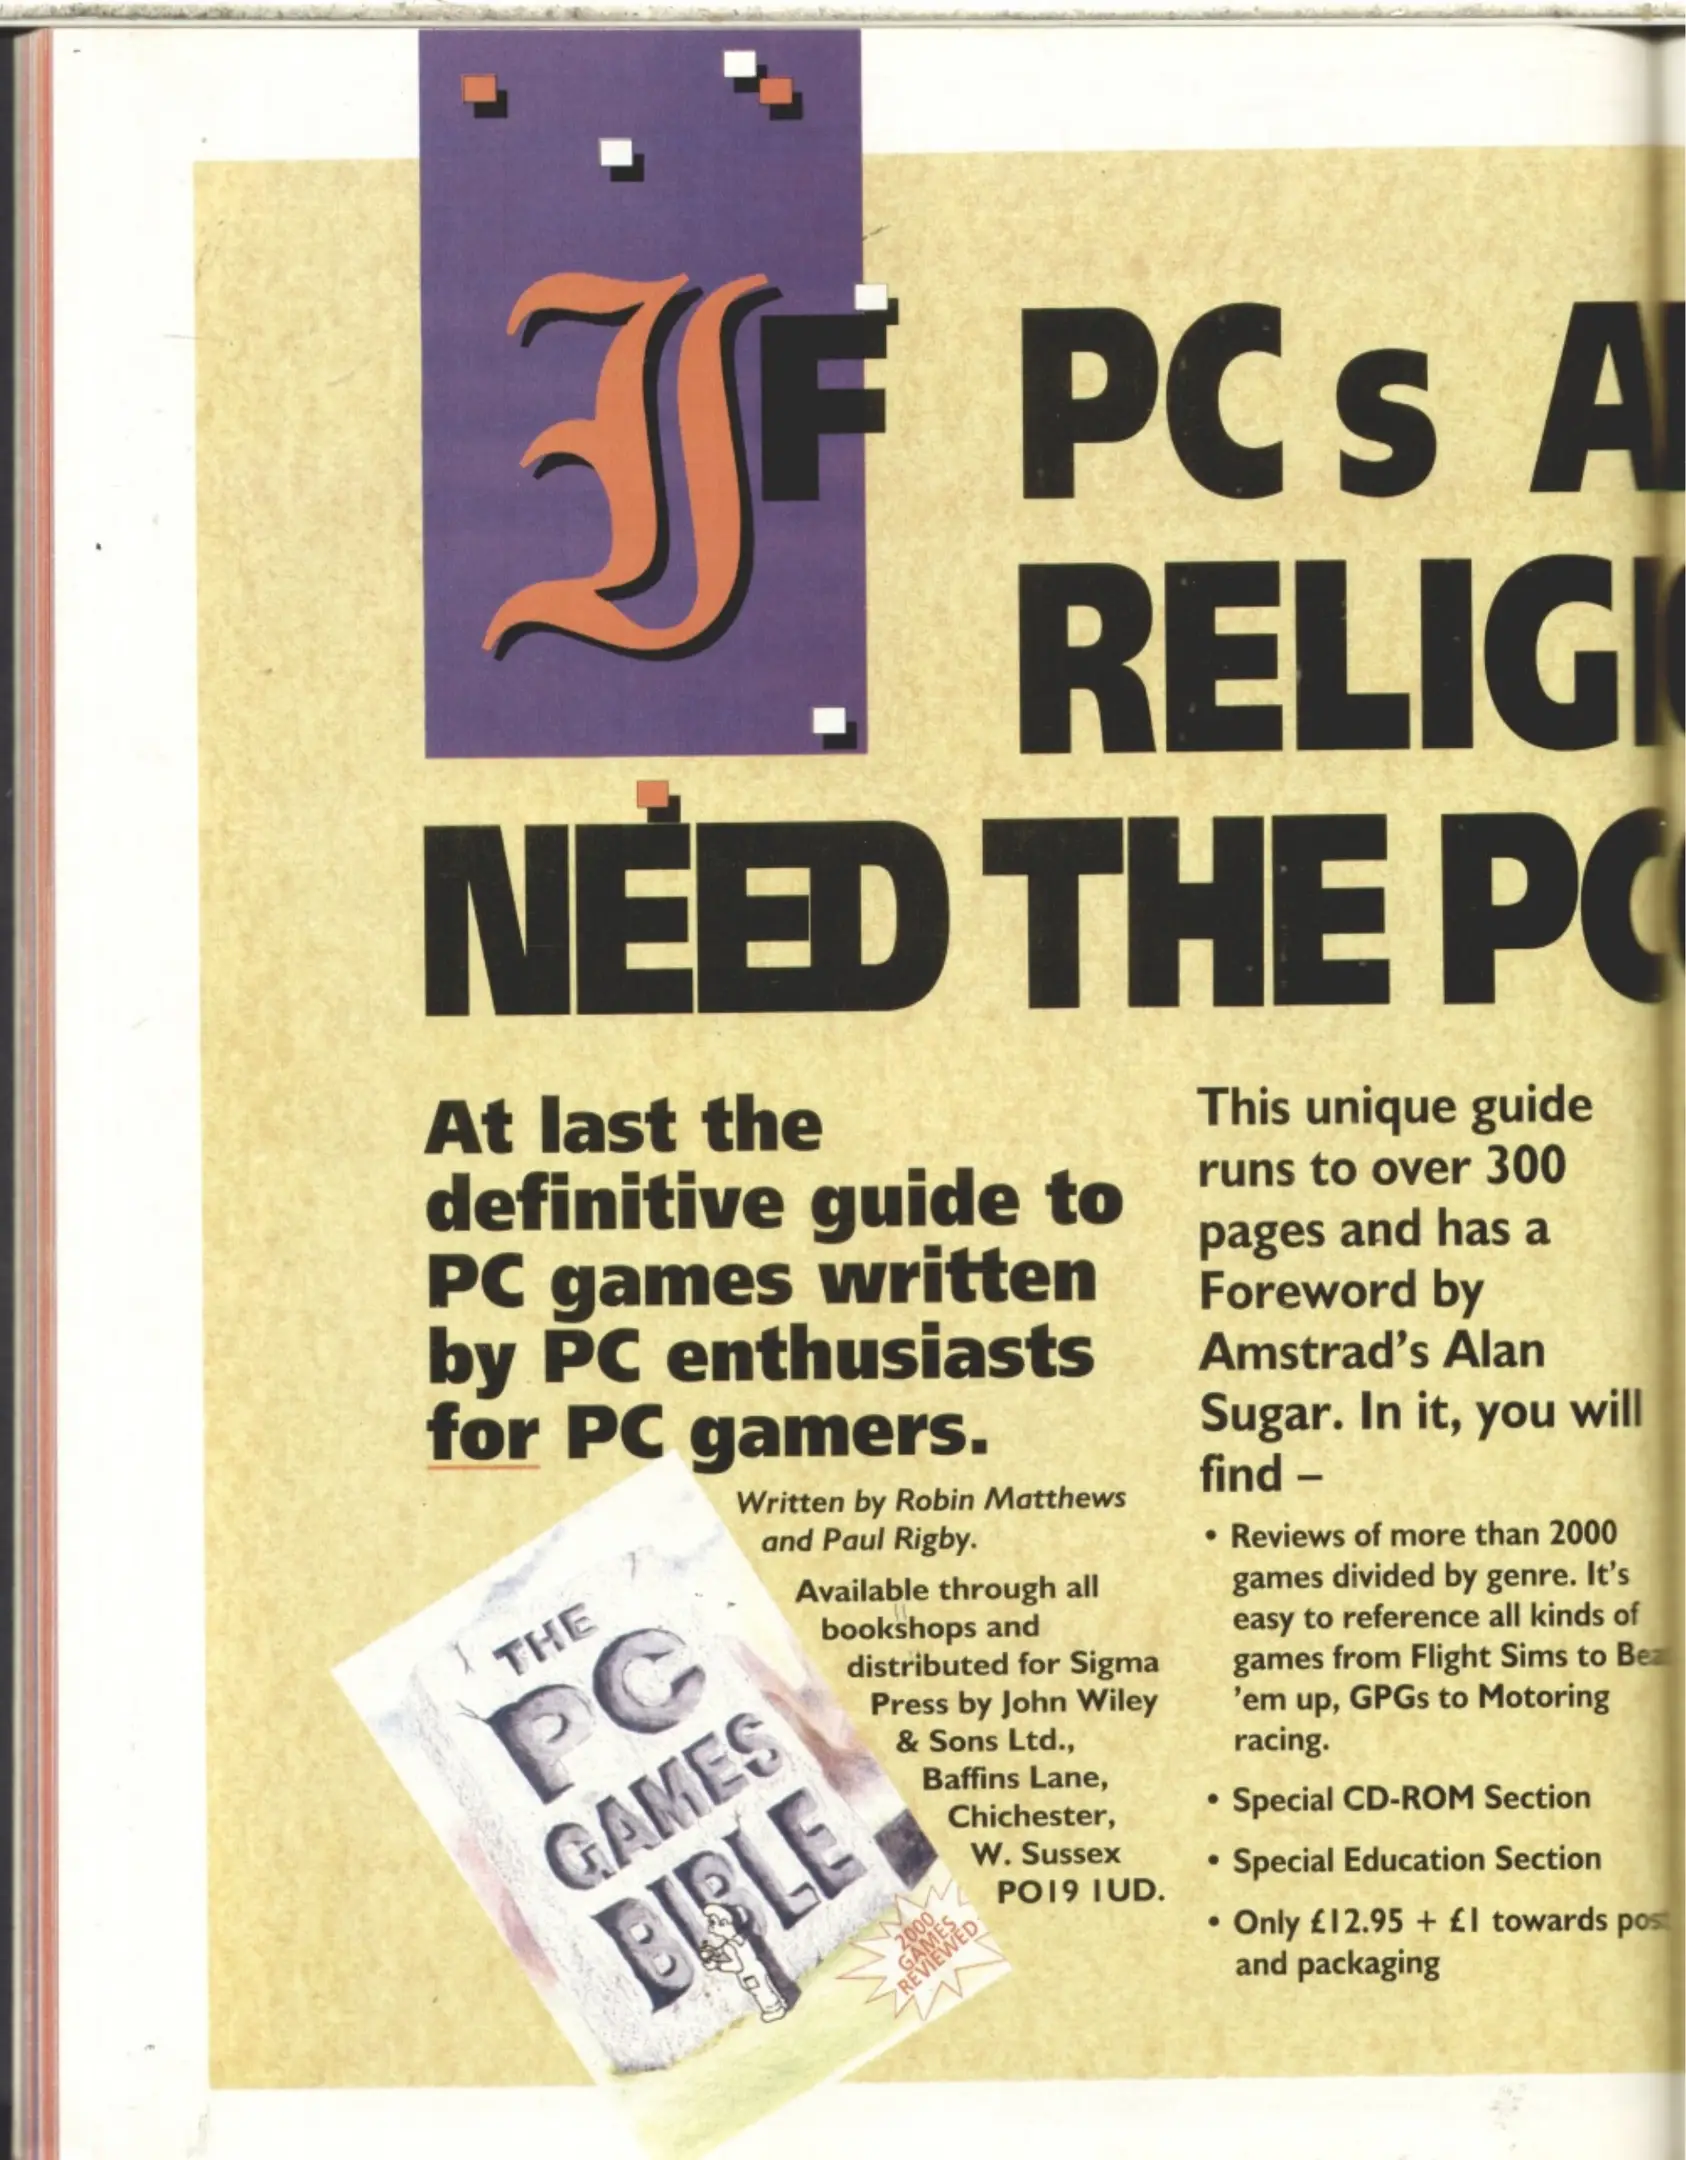 IF PCs A
RELIGI
NEED THE PC
At last the
definitive guide to
PC games written
by PC enthusiasts
for PC gamers.
Written by Robin Matthews
and Paul Rigby.
Available through all
bookshops and
distributed for Sigma
Press by John Wiley
& Sons Ltd.,
Baffins Lane,
Chichester,
W. Sussex
PO19 1UD.
THE
PC
GAMES
BIBLE
2000
GAMES
REVIEWED
This unique guide
runs to over 300
pages and has a
Foreword by
Amstrad's Alan
Sugar. In it, you will
find –
• Reviews of more than 2000
games divided by genre. It's
easy to reference all kinds of
games from Flight Sims to Bea
'em up, GPGs to Motoring
racing.
• Special CD-ROM Section
• Special Education Section
• Only £12.95 + £1 towards pos
and packaging